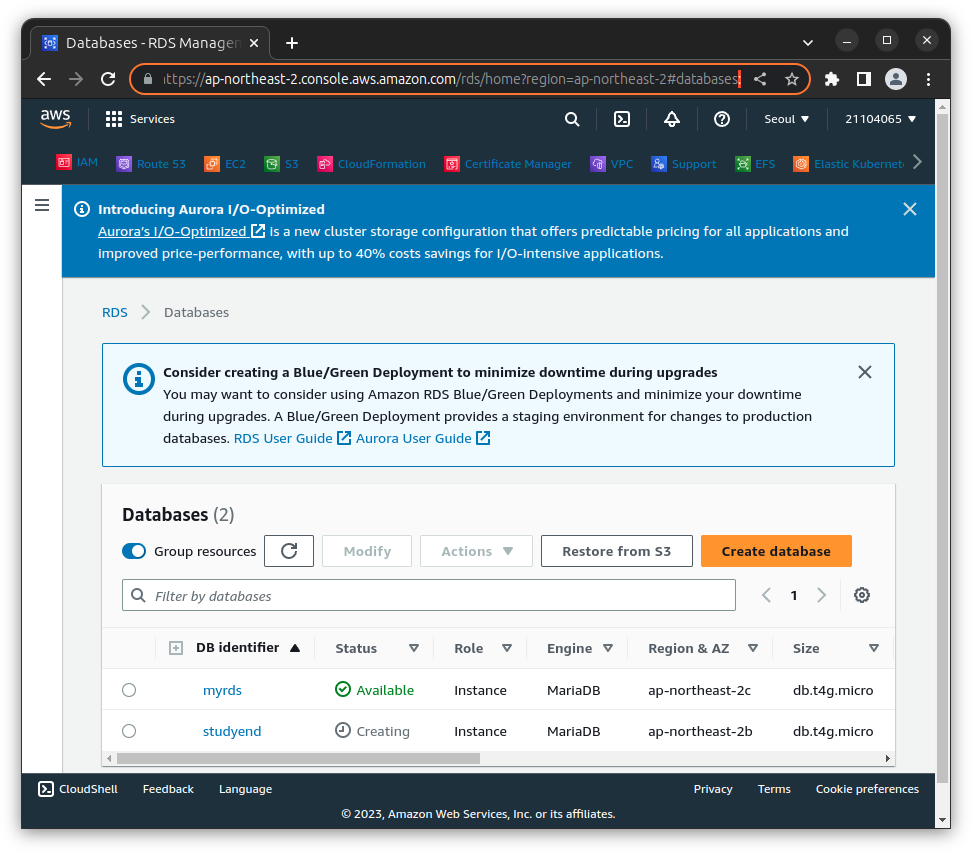 Databases - RDS Managem
ttps://ap-northeast-2.console.aws.amazon.com/rds/home?region=ap-northeast-2#databases:
aws Services Seoul 21104065
IAM Route 53 EC2 S3 CloudFormation Certificate Manager VPC Support EFS Elastic Kubernete
Introducing Aurora I/O-Optimized
Aurora's I/O-Optimized is a new cluster storage configuration that offers predictable pricing for all applications and
improved price-performance, with up to 40% costs savings for I/O-intensive applications.
RDS Databases
Consider creating a Blue/Green Deployment to minimize downtime during upgrades
You may want to consider using Amazon RDS Blue/Green Deployments and minimize your downtime
during upgrades. A Blue/Green Deployment provides a staging environment for changes to production
databases. RDS User Guide Aurora User Guide
Databases (2)
Group resources Modify Actions Restore from S3 Create database
Filter by databases 1
DB identifier Status Role Engine Region & AZ Size
myrds Available Instance MariaDB ap-northeast-2c db.t4g.micro
studyend Creating Instance MariaDB ap-northeast-2b db.t4g.micro
CloudShell Feedback Language Privacy Terms Cookie preferences
© 2023, Amazon Web Services, Inc. or its affiliates.